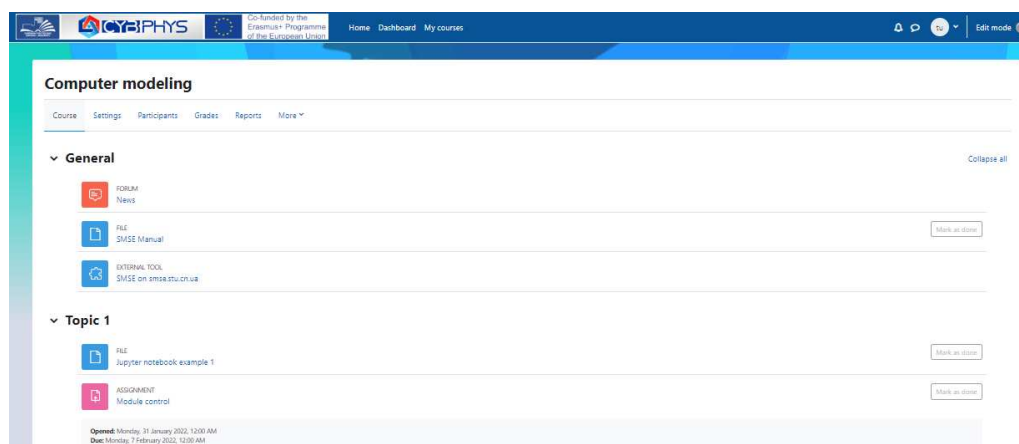 CYBPHYS
Co-funded by the
Erasmus+ Programme
of the European Union
Home Dashboard My courses
tu
Edit mode
Computer modeling
Course Settings Participants Grades Reports More
General
Collapse all
FORUM
News
FILE
SMSE Manual
Mark as done
EXTERNAL TOOL
SMSE on smse.stu.cn.ua
Topic 1
FILE
Jupyter notebook example 1
Mark as done
ASSIGNMENT
Module control
Mark as done
Opened: Monday, 31 January 2022, 12:00 AM
Due: Monday, 7 February 2022, 12:00 AM